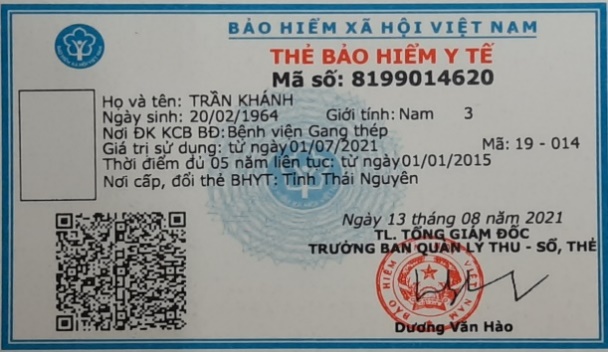 BẢO HIỂM XÃ HỘI VIỆT NAM
THẺ BẢO HIỂM Y TẾ
Mã số: 8199014620
Họ và tên: TRẦN KHÁNH
Ngày sinh: 20/02/1964 Giới tính: Nam 3
Nơi ĐK KCB BĐ: Bệnh viện Gang thép
Giá trị sử dụng: từ ngày 01/07/2021 Mã: 19 - 014
Thời điểm đủ 05 năm liên tục: từ ngày 01/01/2015
Nơi cấp, đổi thẻ BHYT: Tỉnh Thái Nguyên
Ngày 13 tháng 08 năm 2021
TL. TỔNG GIÁM ĐỐC
TRƯỞNG BAN QUẢN LÝ THU - SỔ, THẺ
BẢO HIỂM VIỆT NAM
Dương Văn Hào